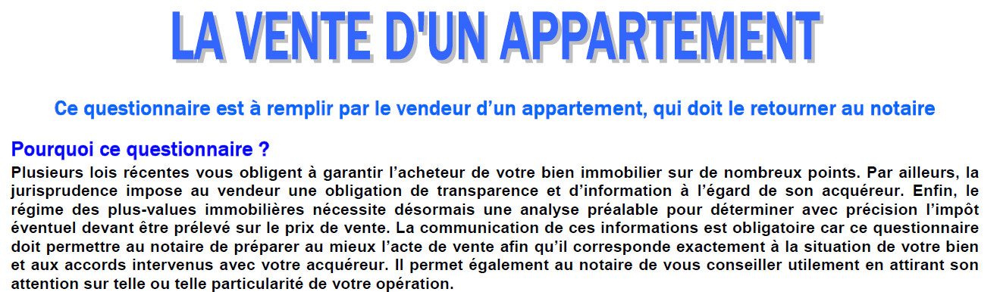 LA VENTE D'UN APPARTEMENT
Ce questionnaire est à remplir par le vendeur d’un appartement, qui doit le retourner au notaire
Pourquoi ce questionnaire ?
Plusieurs lois récentes vous obligent à garantir l’acheteur de votre bien immobilier sur de nombreux points. Par ailleurs, la
jurisprudence impose au vendeur une obligation de transparence et d’information à l’égard de son acquéreur. Enfin, le
régime des plus-values immobilières nécessite désormais une analyse préalable pour déterminer avec précision l’impôt
éventuel devant être prélevé sur le prix de vente. La communication de ces informations est obligatoire car ce questionnaire
doit permettre au notaire de préparer au mieux l’acte de vente afin qu’il corresponde exactement à la situation de votre bien
et aux accords intervenus avec votre acquéreur. Il permet également au notaire de vous conseiller utilement en attirant son
attention sur telle ou telle particularité de votre opération.